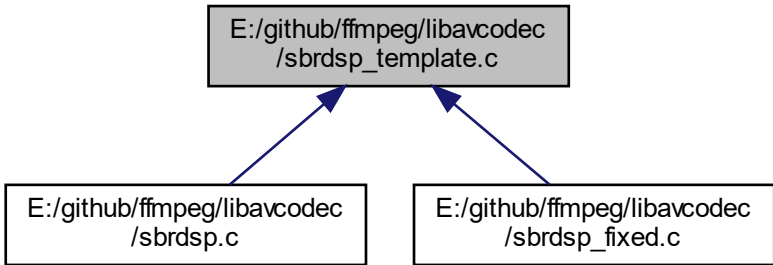 E:/github/ffmpeg/libavcodec
/sbrdsp_template.c
E:/github/ffmpeg/libavcodec
/sbrdsp.c
E:/github/ffmpeg/libavcodec
/sbrdsp_fixed.c